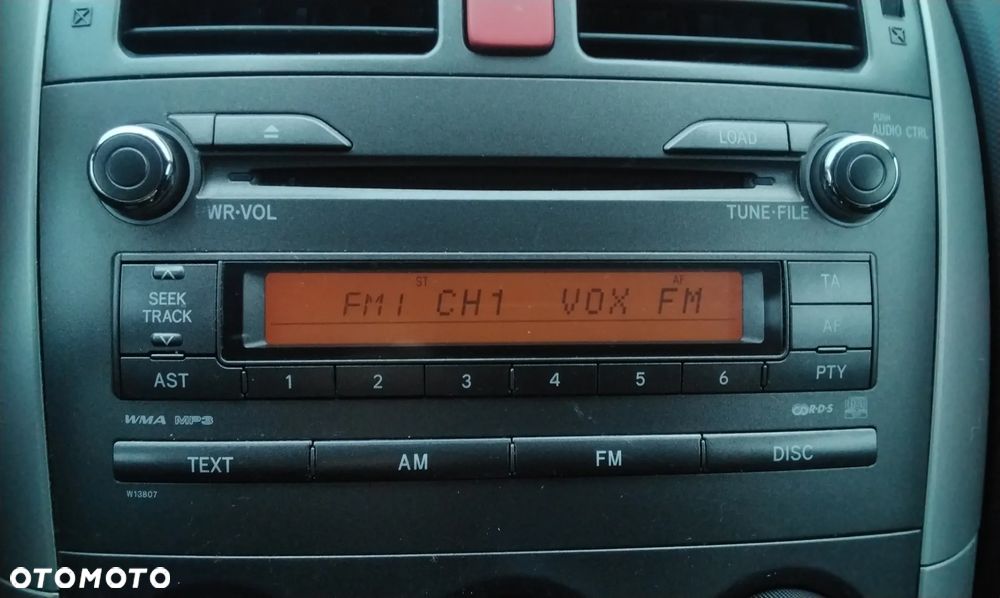 LOAD
PUSH
AUDIO CTRL
WR·VOL
TUNE·FILE
ST AF
FM1 CH1 VOX FM
SEEK
TRACK
TA
AF
AST 1 2 3 4 5 6 PTY
WMA MP3
R·D·S
TEXT AM FM DISC
W13807
OTOMOTO